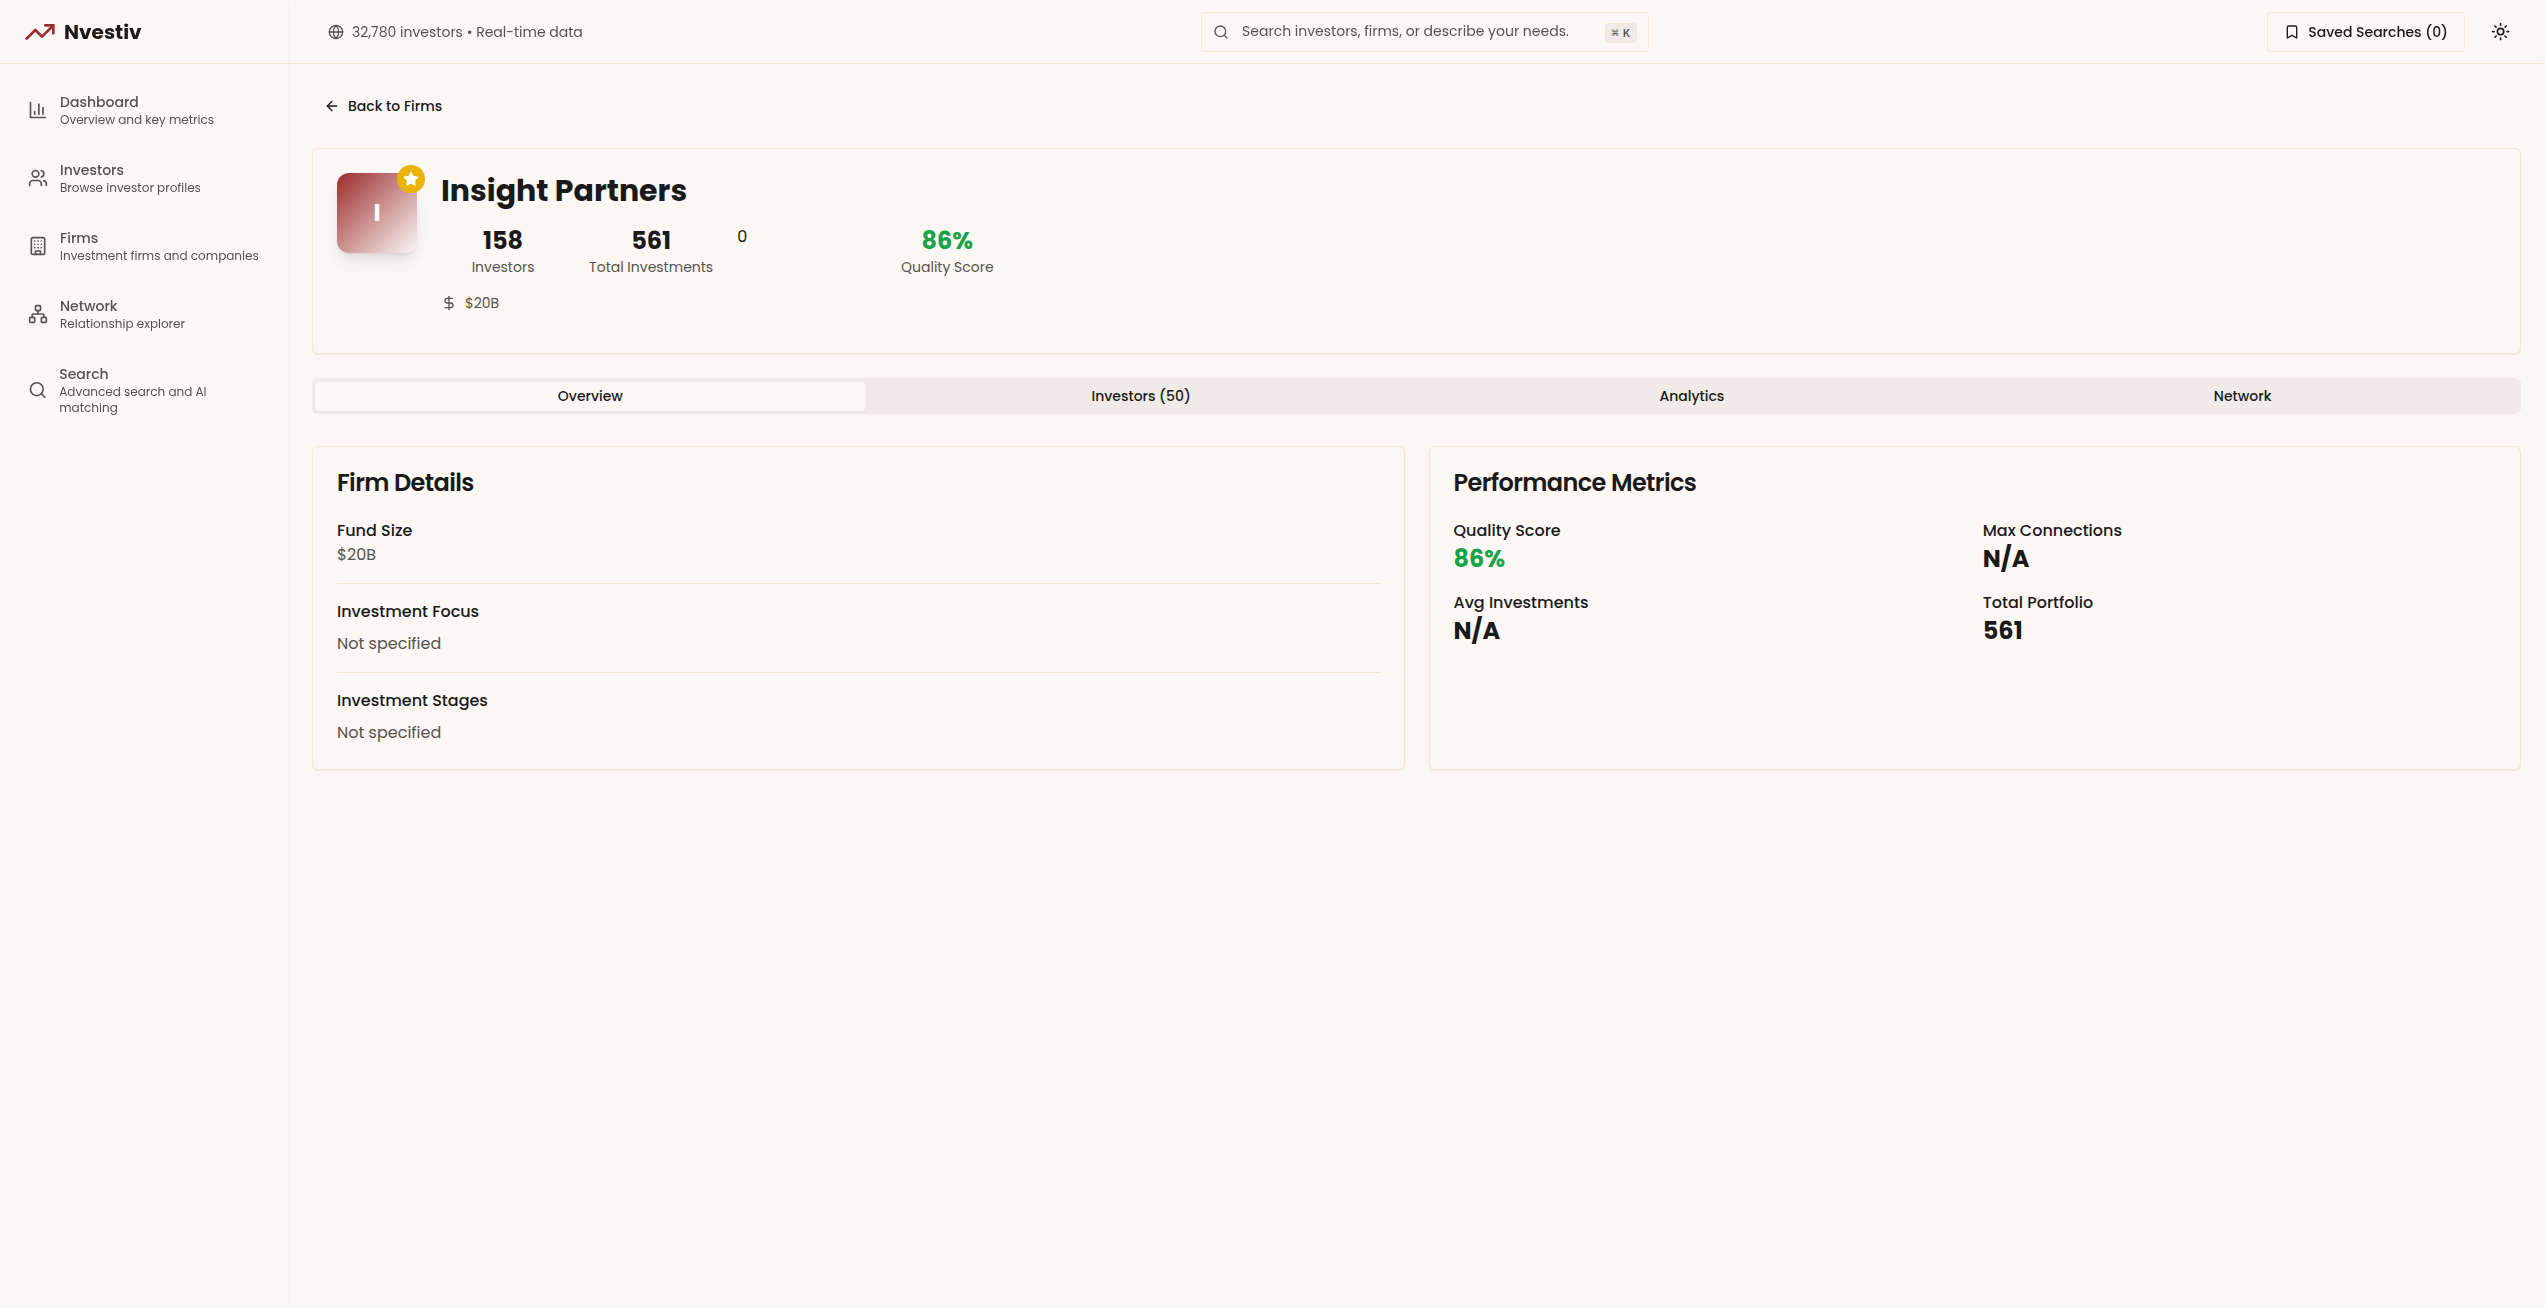 Nvestiv
32,780 investors • Real-time data
Search investors, firms, or describe your needs.
⌘ K
Saved Searches (0)
Dashboard
Overview and key metrics
Investors
Browse investor profiles
Firms
Investment firms and companies
Network
Relationship explorer
Search
Advanced search and AI
matching
Back to Firms
I
Insight Partners
158
Investors
561
Total Investments
0
86%
Quality Score
$20B
Overview
Investors (50)
Analytics
Network
Firm Details
Fund Size
$20B
Investment Focus
Not specified
Investment Stages
Not specified
Performance Metrics
Quality Score
86%
Max Connections
N/A
Avg Investments
N/A
Total Portfolio
561